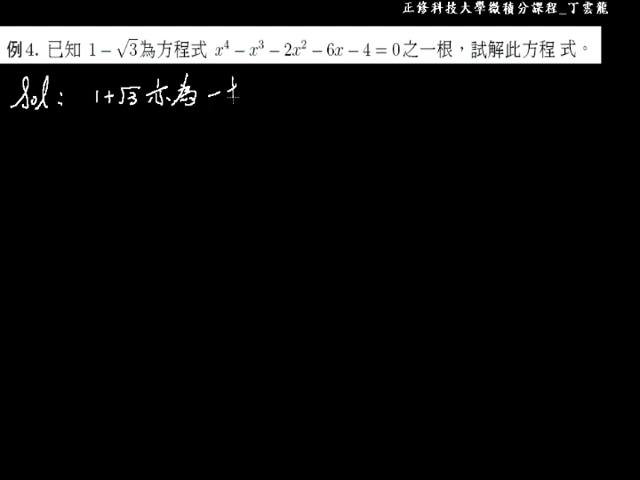 正修科技大學微積分課程_丁雲龍
例4. 已知 1 − √3為方程式 x⁴ − x³ − 2x² − 6x − 4 = 0之一根，試解此方程 式。
Sol : 1+√3 亦為 一